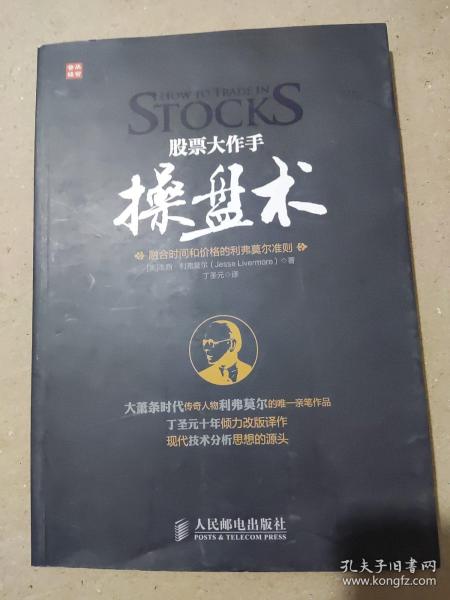 HOW TO TRADE IN
STOCKS
股票大作手
操盘术
融合时间和价格的利弗莫尔准则
[美]杰西·利弗莫尔（Jesse Livermore）◎著
丁圣元◎译
大萧条时代传奇人物利弗莫尔的唯一亲笔作品
丁圣元十年倾力改版译作
现代技术分析思想的源头
人民邮电出版社
POSTS & TELECOM PRESS
孔夫子旧书网
www.kongfz.com